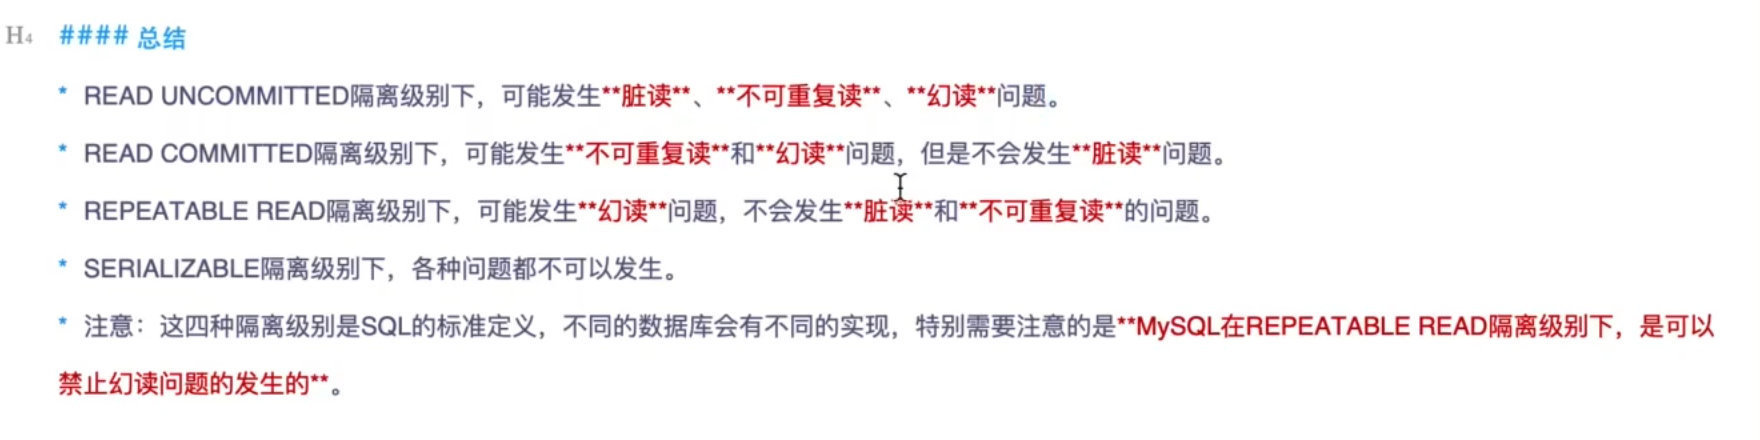 H4 #### 总结
* READ UNCOMMITTED隔离级别下，可能发生**脏读**、**不可重复读**、**幻读**问题。
* READ COMMITTED隔离级别下，可能发生**不可重复读**和**幻读**问题，但是不会发生**脏读**问题。
* REPEATABLE READ隔离级别下，可能发生**幻读**问题，不会发生**脏读**和**不可重复读**的问题。
* SERIALIZABLE隔离级别下，各种问题都不可以发生。
* 注意：这四种隔离级别是SQL的标准定义，不同的数据库会有不同的实现，特别需要注意的是**MySQL在REPEATABLE READ隔离级别下，是可以
禁止幻读问题的发生的**。